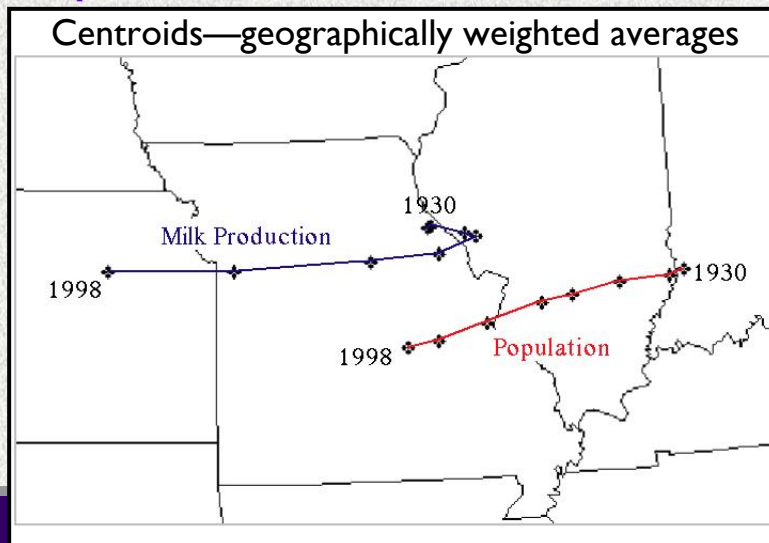 Centroids—geographically weighted averages
1930
Milk Production
1998
1930
Population
1998